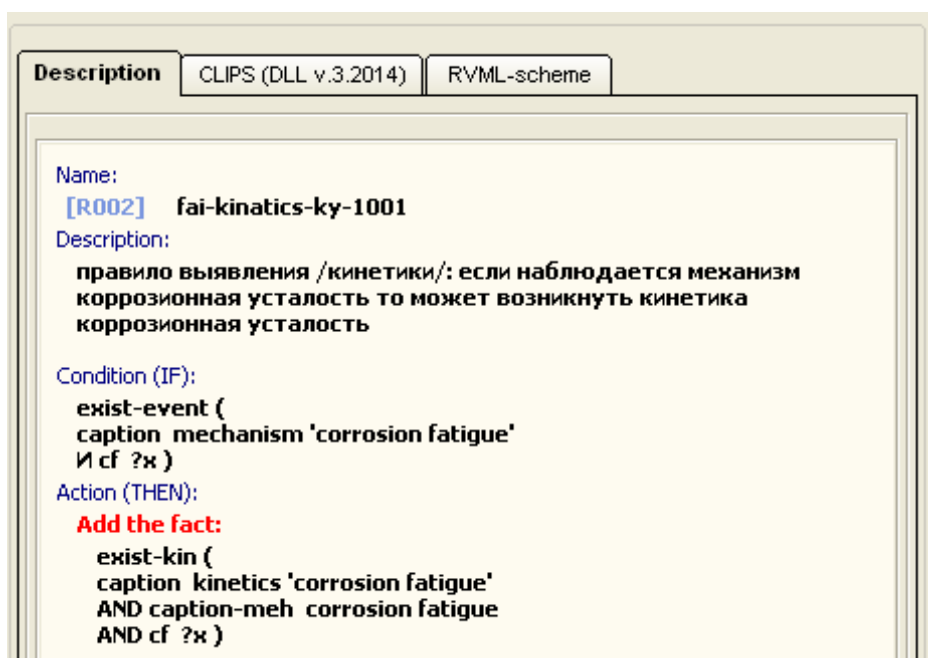 Description CLIPS (DLL v.3.2014) RVML-scheme
Name:
[R002] fai-kinatics-ky-1001
Description:
правило выявления /кинетики/: если наблюдается механизм
коррозионная усталость то может возникнуть кинетика
коррозионная усталость
Condition (IF):
exist-event (
caption mechanism 'corrosion fatigue'
И cf ?x )
Action (THEN):
Add the fact:
exist-kin (
caption kinetics 'corrosion fatigue'
AND caption-meh corrosion fatigue
AND cf ?x )